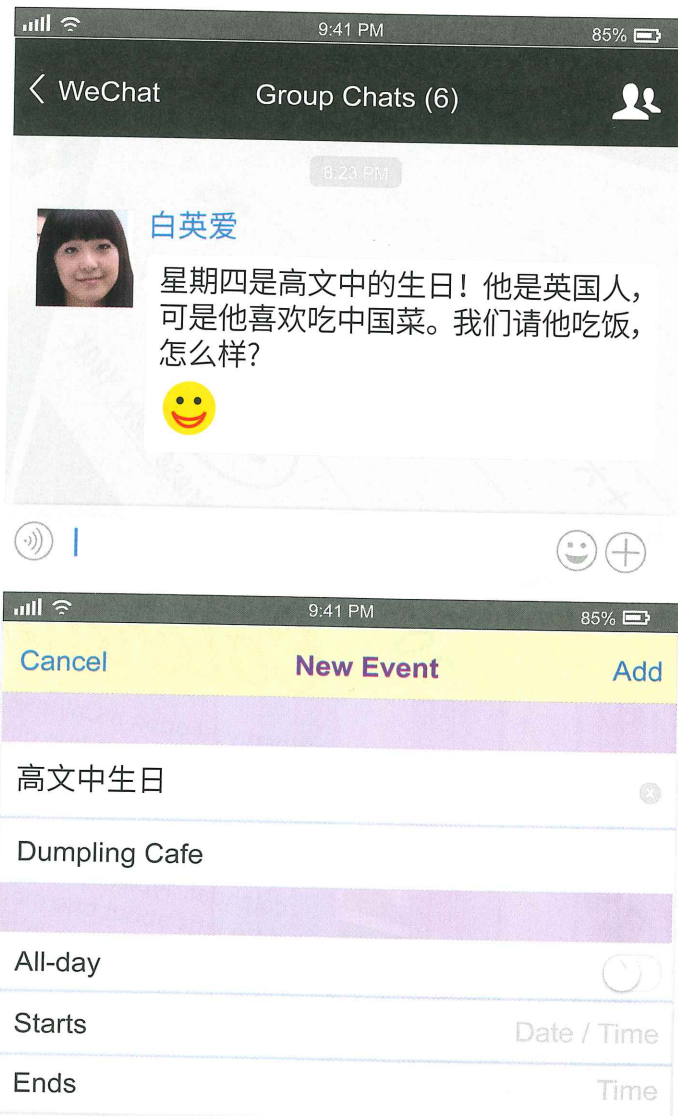 9:41 PM
85%
WeChat
Group Chats (6)
8:23 PM
白英爱
星期四是高文中的生日！他是英国人，
可是他喜欢吃中国菜。我们请他吃饭，
怎么样？
9:41 PM
85%
Cancel
New Event
Add
高文中生日
Dumpling Cafe
All-day
Starts
Date / Time
Ends
Time